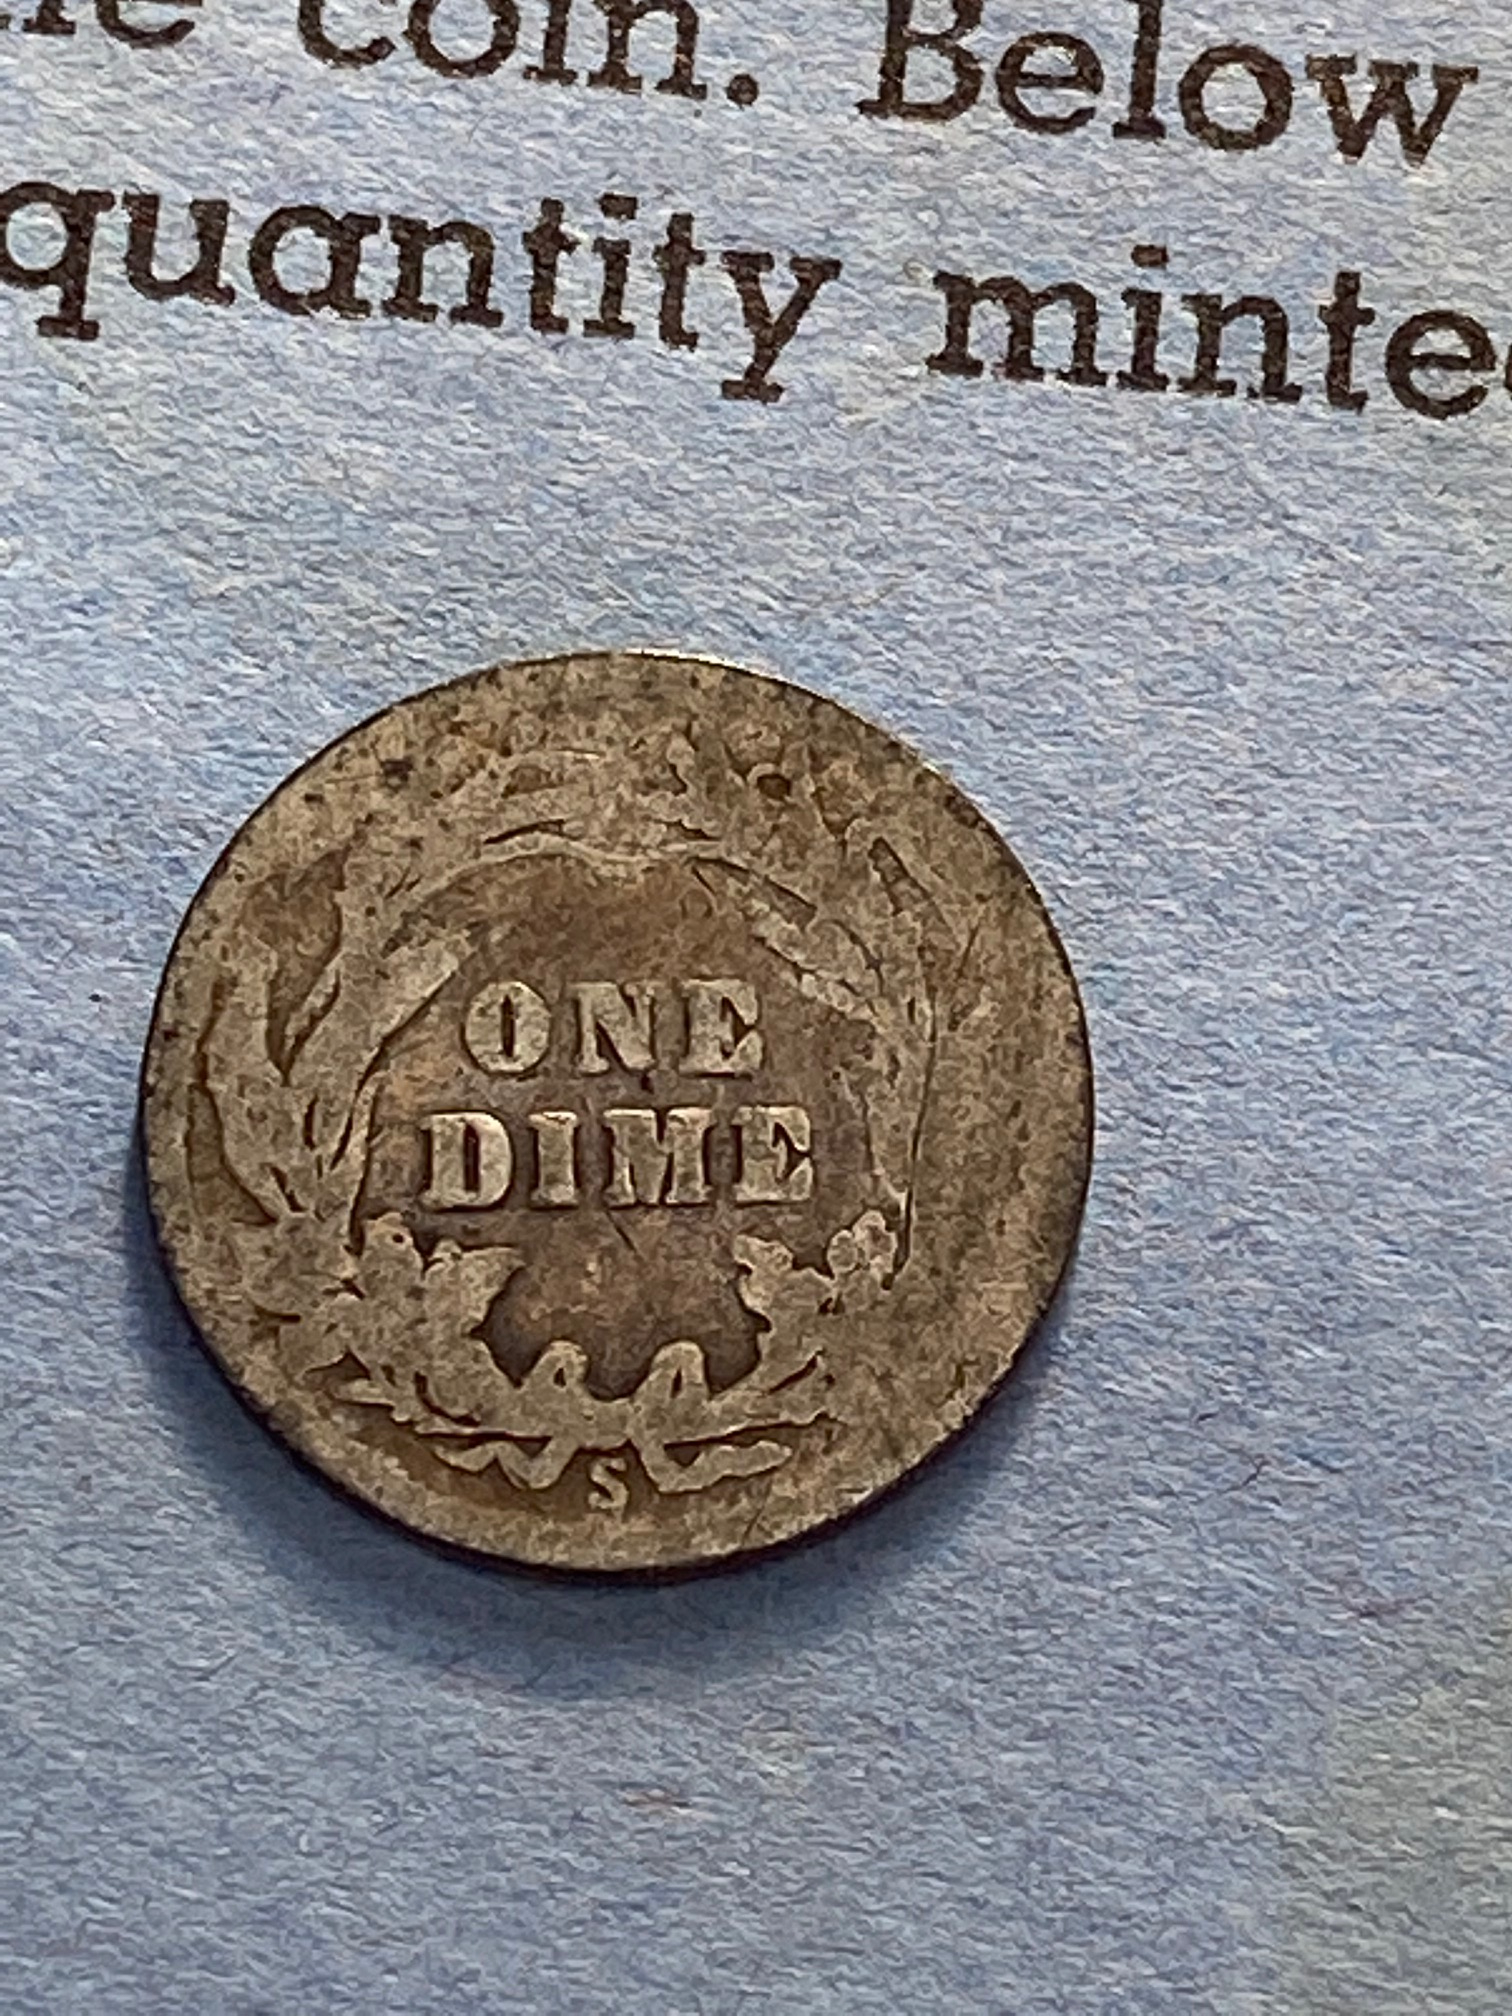 coin. Below
quantity minte
ONE
DIME
S